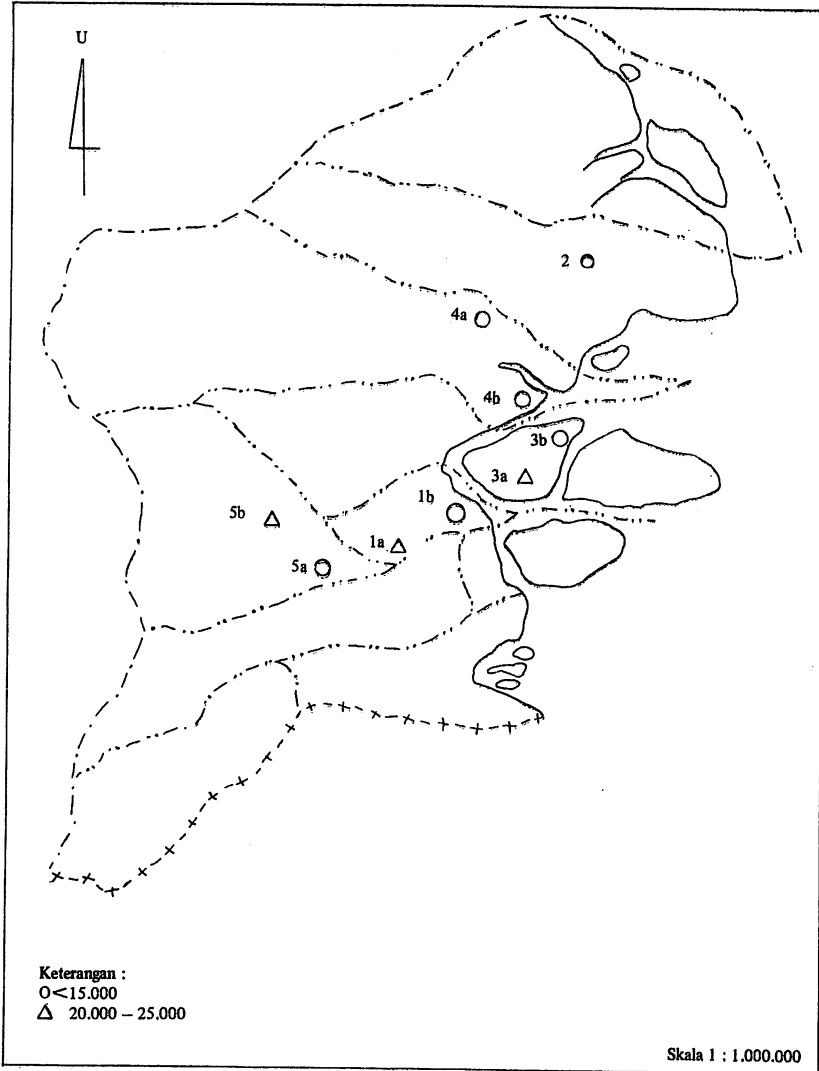 U
2
4a
4b
3b
3a
1b
5b
1a
5a
Keterangan :
O<15.000
△ 20.000 – 25.000
Skala 1 : 1.000.000